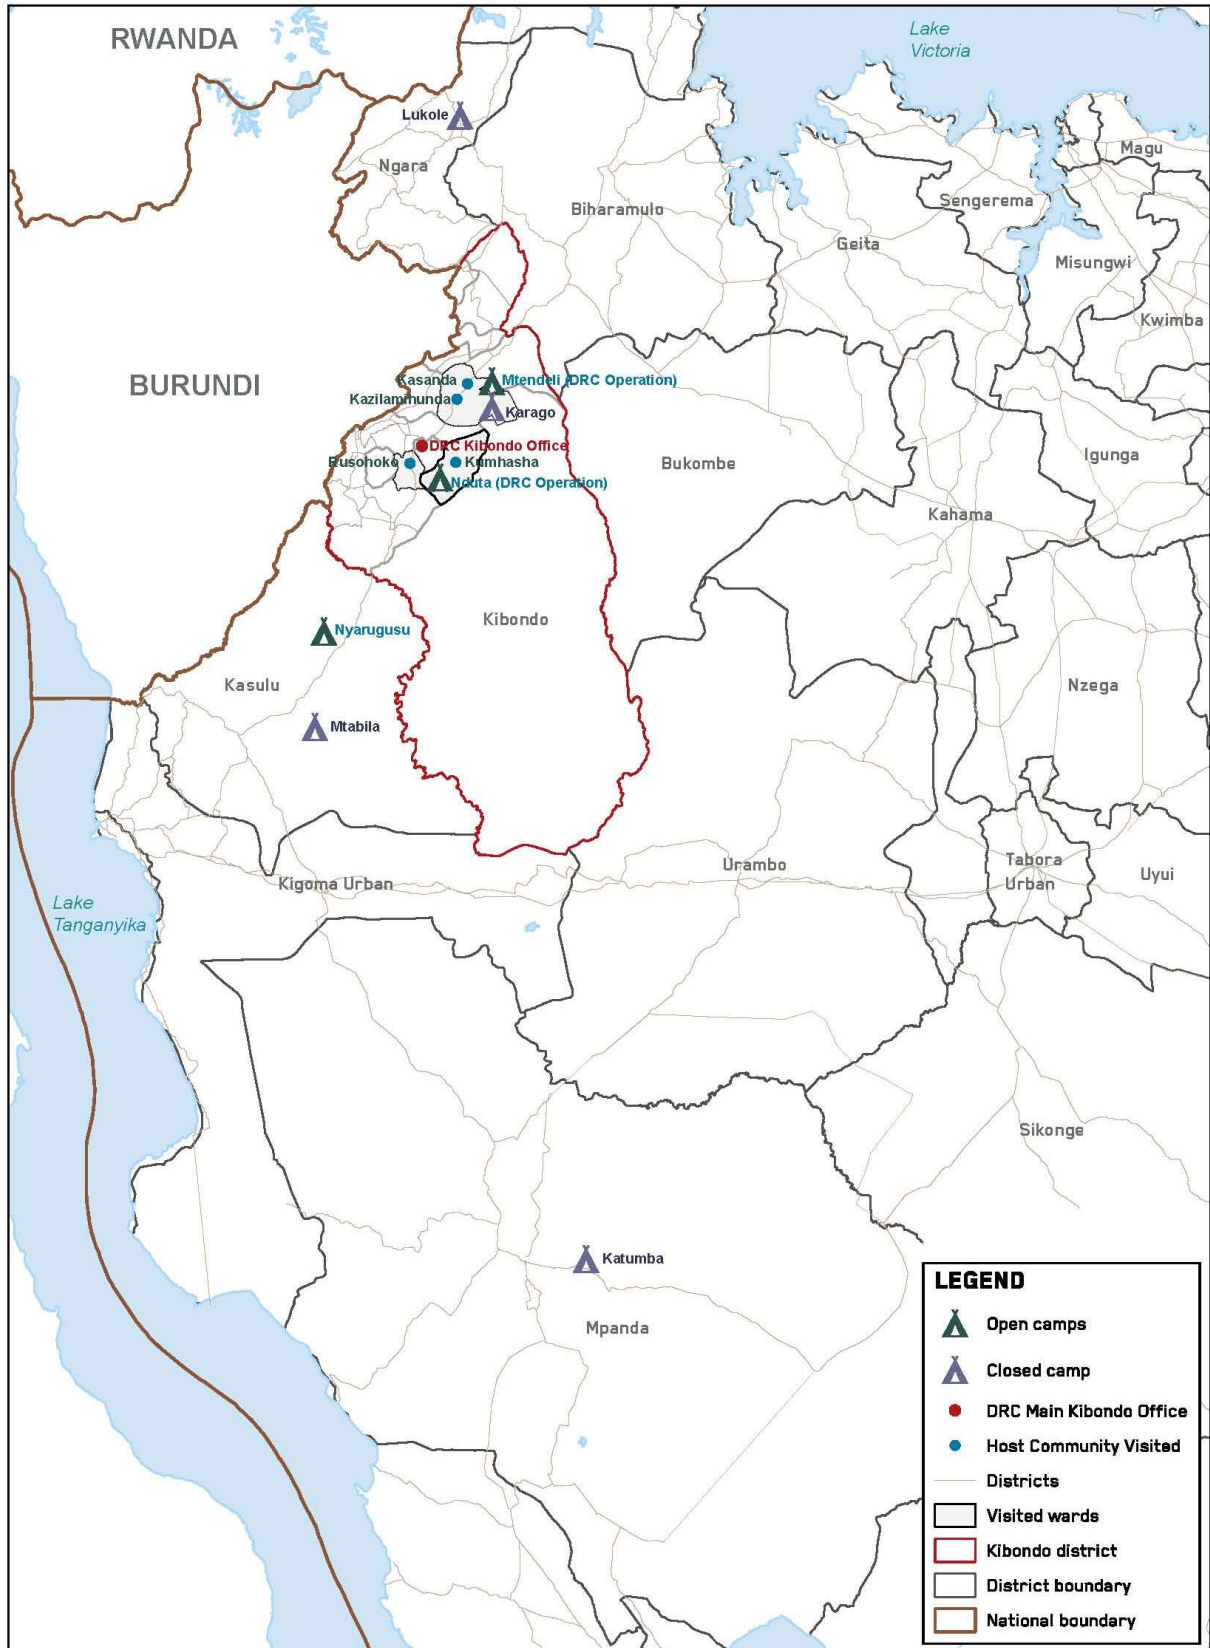 RWANDA
Lake
Victoria
Lukole
Ngara
Magu
Sengerema
Biharamulo
Geita
Misungwi
Kwimba
BURUNDI
Kasanda
Mtendeli (DRC Operation)
Kazilamihunda
Karago
DRC Kibondo Office
Rusohoko
Kumhasha
Nduta (DRC Operation)
Bukombe
Igunga
Kahama
Kibondo
Nyarugusu
Kasulu
Nzega
Mtabila
Urambo
Tabora
Urban
Uyui
Kigoma Urban
Lake
Tanganyika
Sikonge
Katumba
Mpanda
LEGEND
Open camps
Closed camp
DRC Main Kibondo Office
Host Community Visited
Districts
Visited wards
Kibondo district
District boundary
National boundary